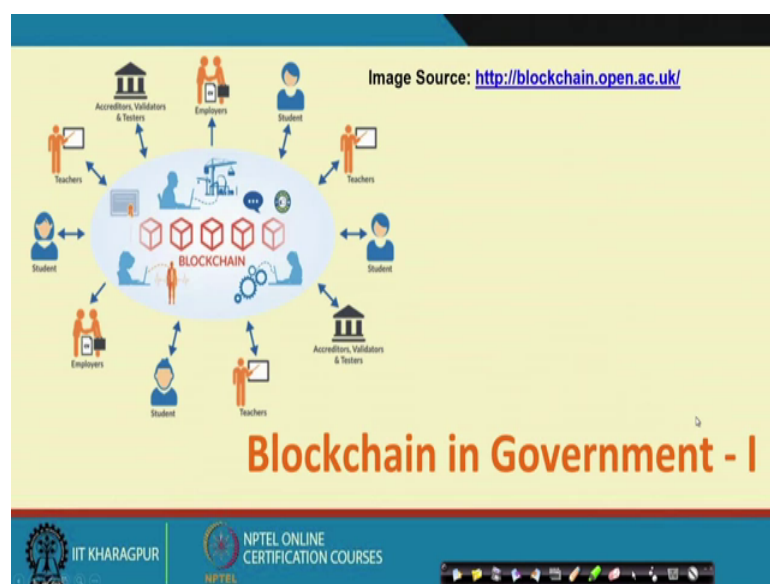 Image Source: http://blockchain.open.ac.uk/
Accreditors, Validators
& Testers
Employers
Student
Teachers
Teachers
Student
BLOCKCHAIN
Student
Employers
Accreditors, Validators
& Testers
Student
Teachers
Blockchain in Government - I
IIT KHARAGPUR
NPTEL ONLINE
CERTIFICATION COURSES
NPTEL